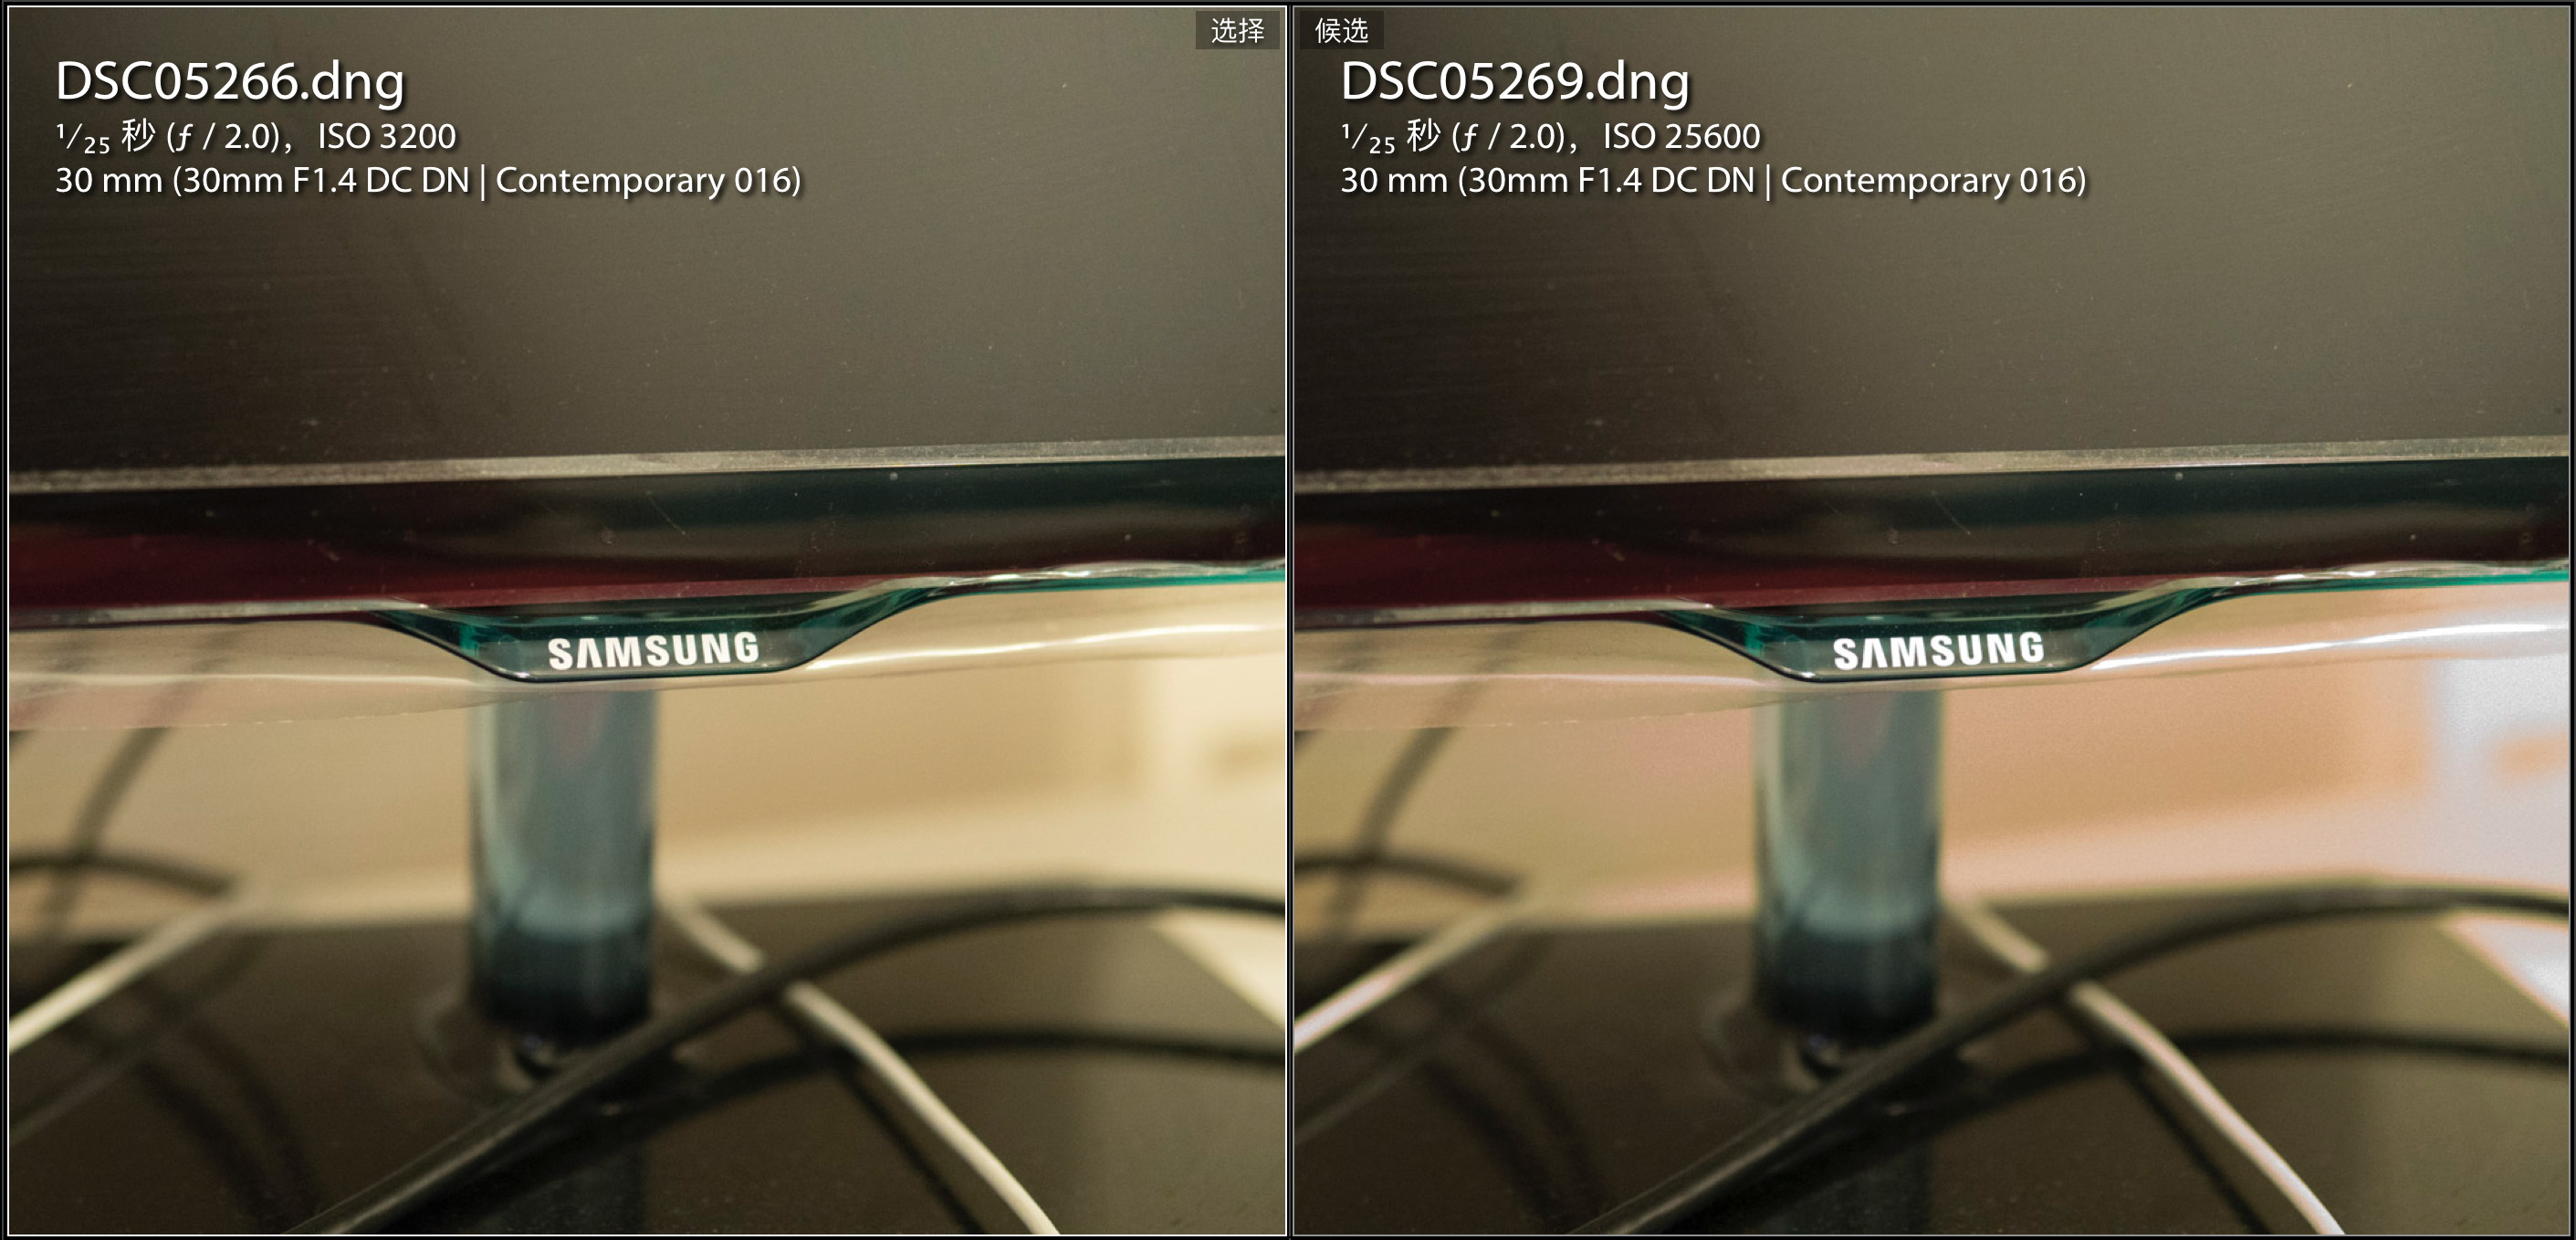 选择
DSC05266.dng
1/25 秒 (ƒ / 2.0)， ISO 3200
30 mm (30mm F1.4 DC DN | Contemporary 016)
SAMSUNG
候选
DSC05269.dng
1/25 秒 (ƒ / 2.0)， ISO 25600
30 mm (30mm F1.4 DC DN | Contemporary 016)
SAMSUNG